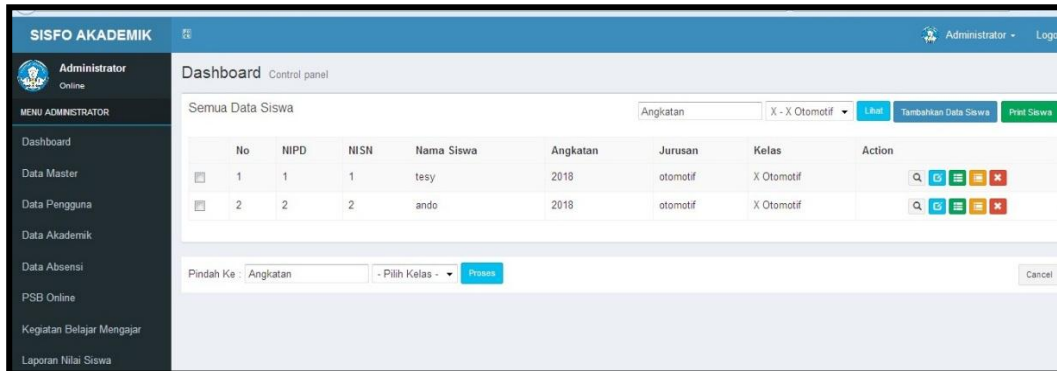 SISFO AKADEMIK
Administrator
Logo
Administrator
Online
MENU ADMINISTRATOR
Dashboard
Data Master
Data Pengguna
Data Akademik
Data Absensi
PSB Online
Kegiatan Belajar Mengajar
Laporan Nilai Siswa
Dashboard Control panel
Semua Data Siswa
Angkatan X - X Otomotif Lihat Tambahkan Data Siswa Print Siswa
No NIPD NISN Nama Siswa Angkatan Jurusan Kelas Action
1 1 1 tesy 2018 otomotif X Otomotif
2 2 2 ando 2018 otomotif X Otomotif
Pindah Ke : Angkatan - Pilih Kelas - Proses Cancel